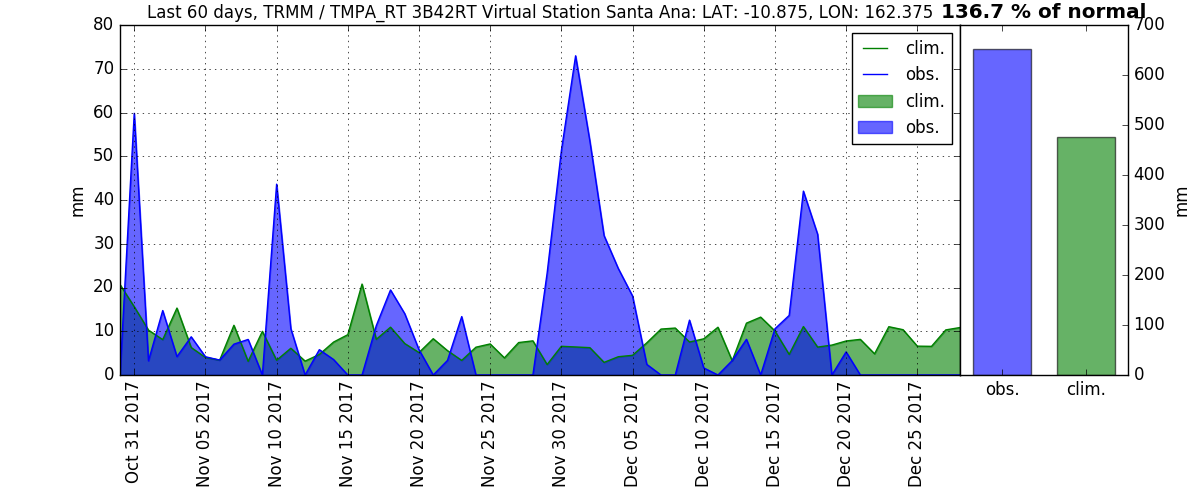 Last 60 days, TRMM / TMPA_RT 3B42RT Virtual Station Santa Ana: LAT: -10.875, LON: 162.375 136.7 % of normal
80
70
60
50
40
30
20
10
0
mm
clim.
obs.
clim.
obs.
Oct 31 2017
Nov 05 2017
Nov 10 2017
Nov 15 2017
Nov 20 2017
Nov 25 2017
Nov 30 2017
Dec 05 2017
Dec 10 2017
Dec 15 2017
Dec 20 2017
Dec 25 2017
700
600
500
400
300
200
100
0
mm
obs.
clim.